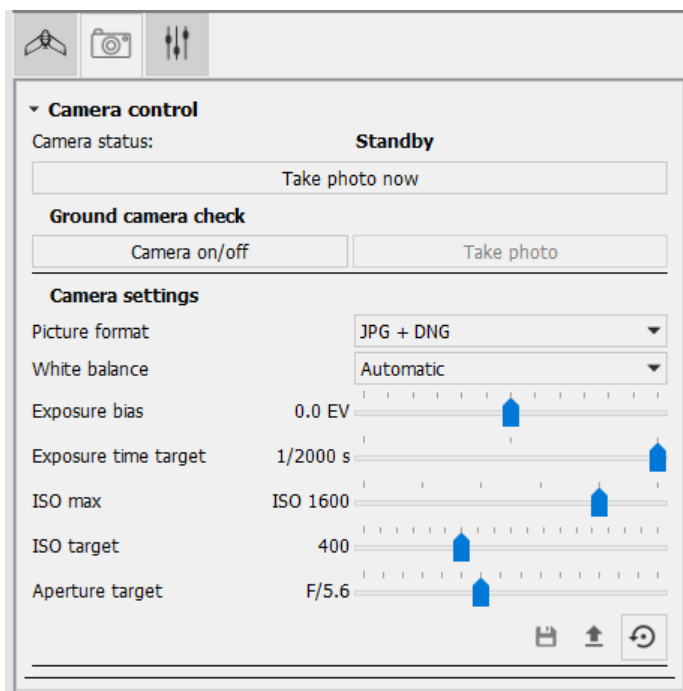 Camera control
Camera status: Standby
Take photo now
Ground camera check
Camera on/off Take photo
Camera settings
Picture format JPG + DNG
White balance Automatic
Exposure bias 0.0 EV
Exposure time target 1/2000 s
ISO max ISO 1600
ISO target 400
Aperture target F/5.6